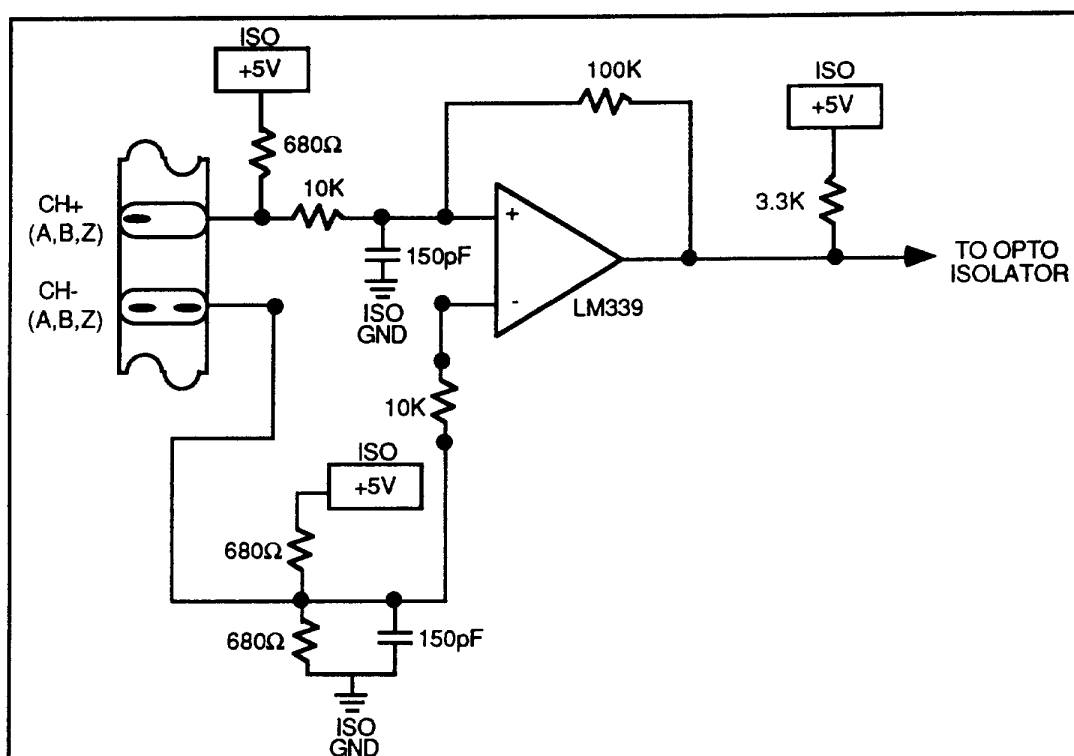 ISO
+5V
680Ω
CH+
(A,B,Z)
10K
100K
ISO
+5V
3.3K
+
150pF
ISO
GND
CH-
(A,B,Z)
-
LM339
TO OPTO
ISOLATOR
10K
ISO
+5V
680Ω
680Ω
150pF
ISO
GND